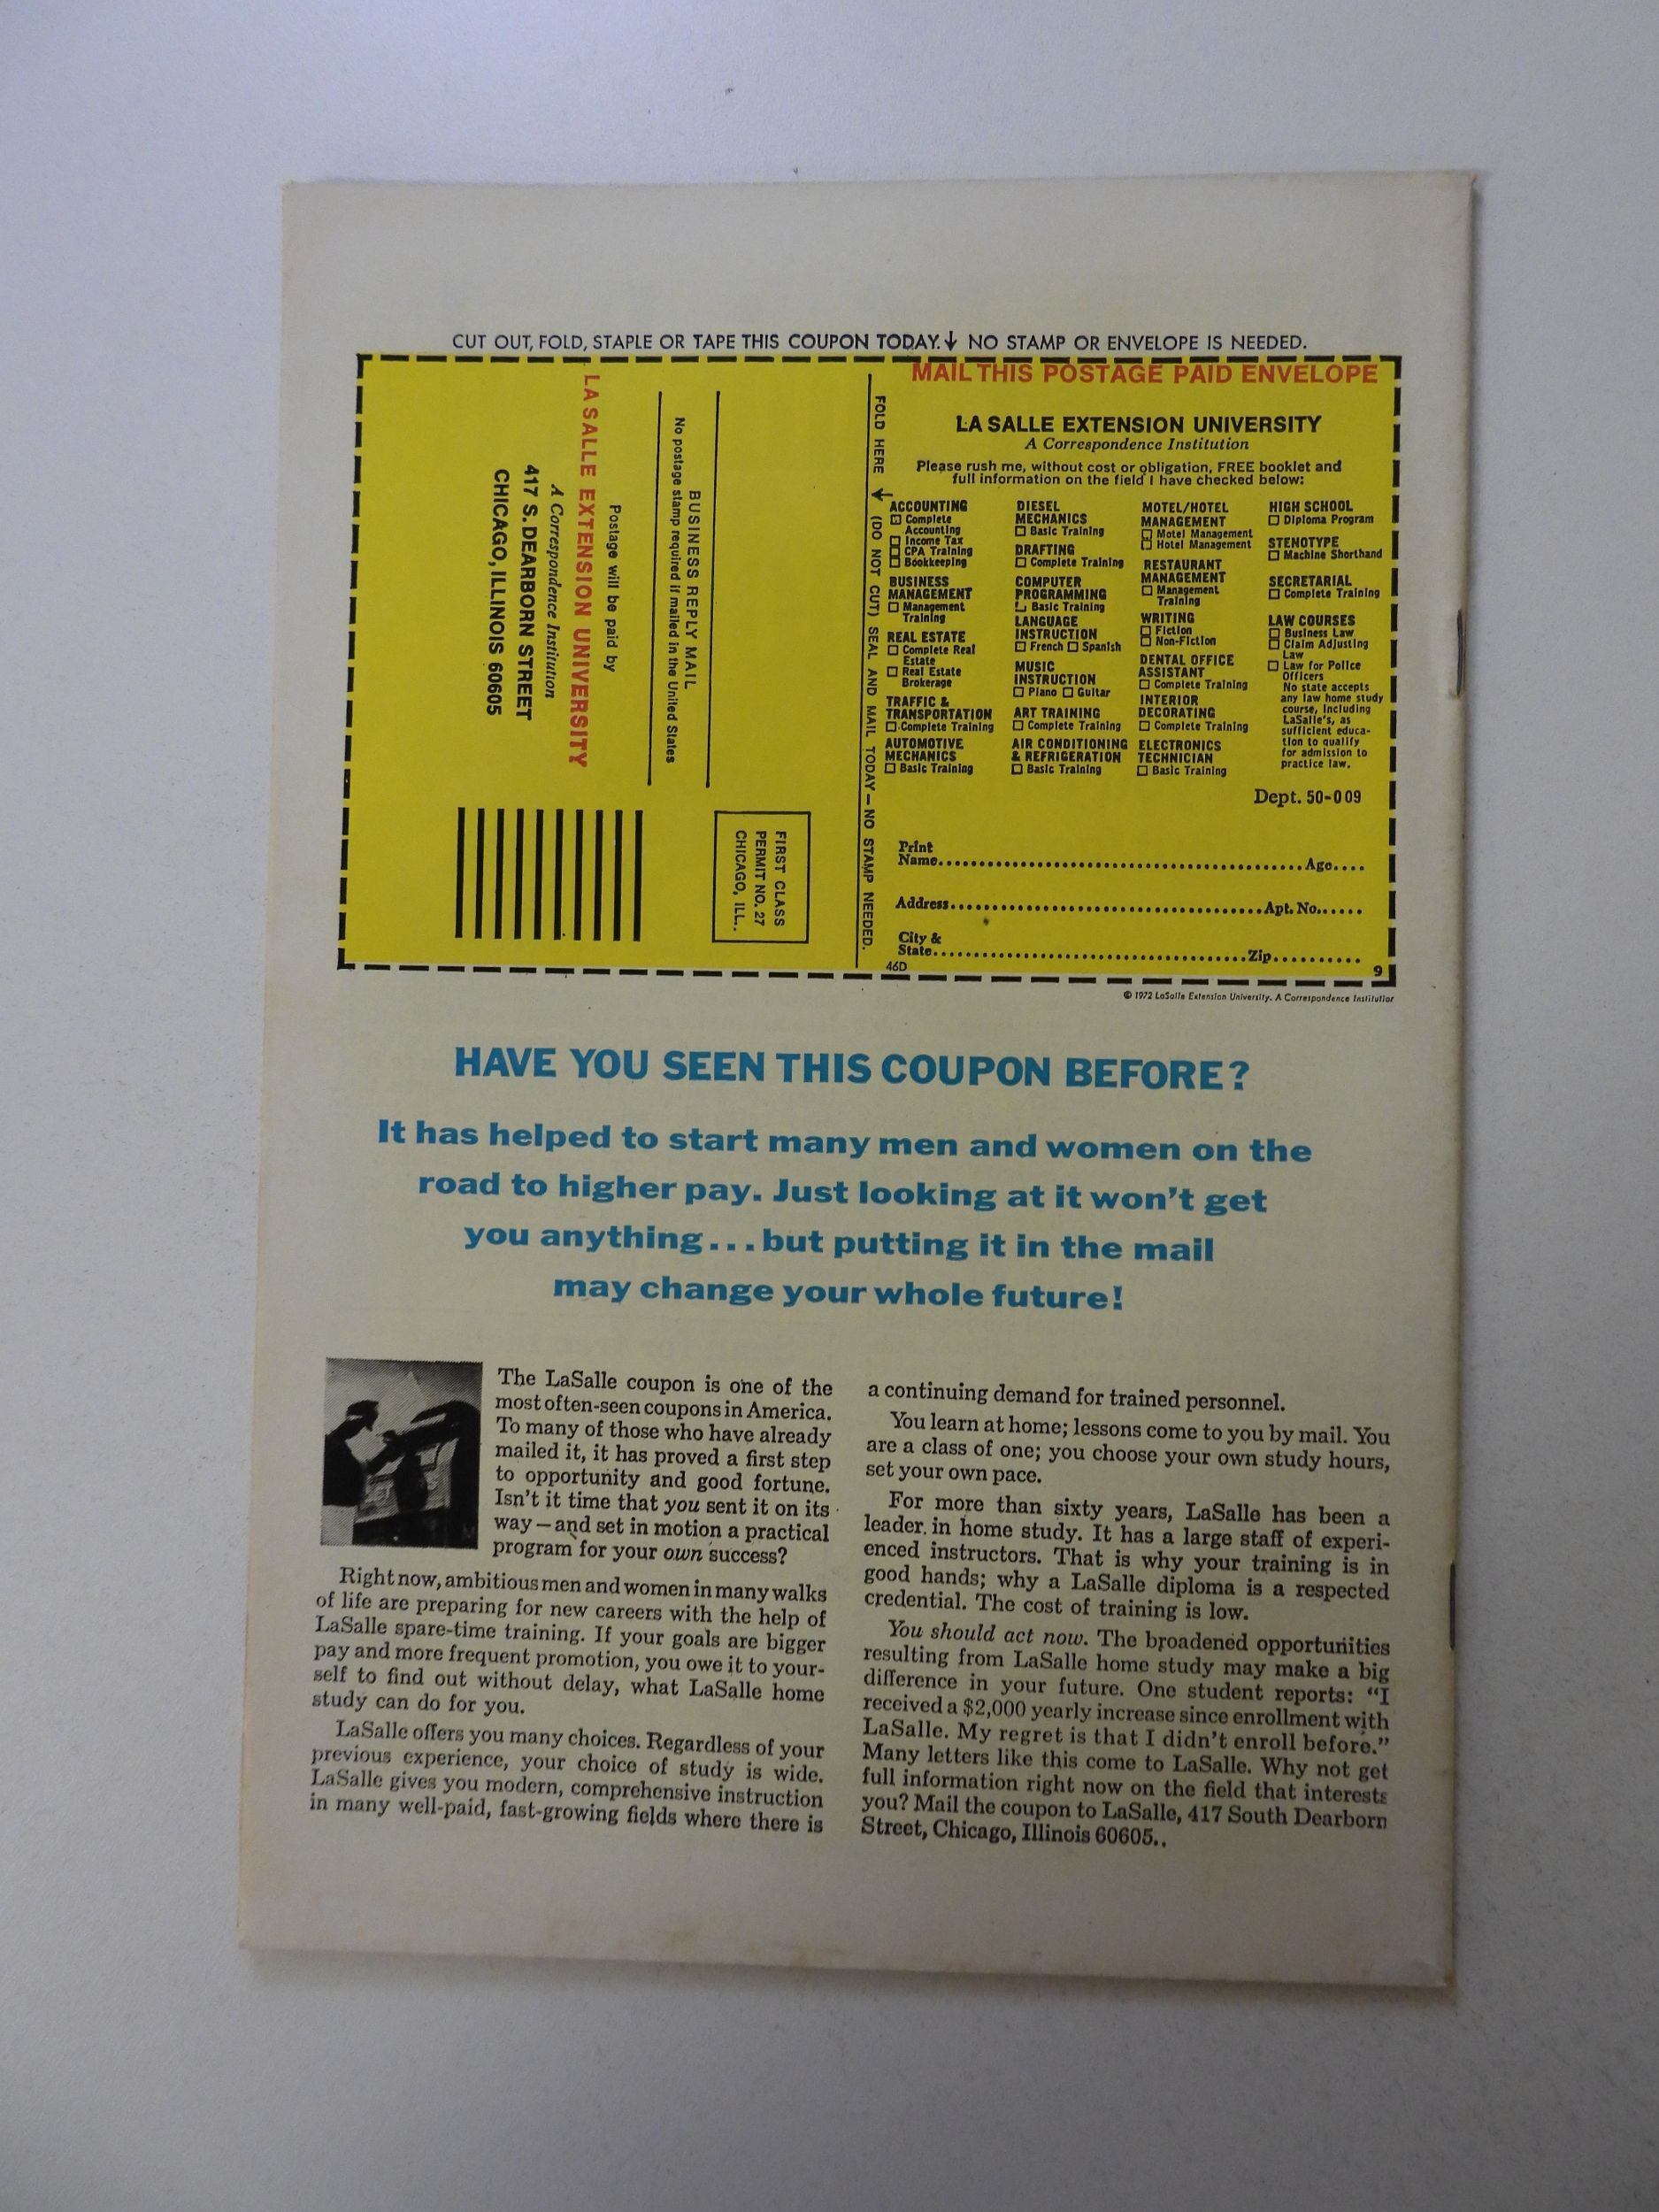 CUT OUT, FOLD, STAPLE OR TAPE THIS COUPON TODAY. ↓ NO STAMP OR ENVELOPE IS NEEDED.
LA SALLE EXTENSION UNIVERSITY
A Correspondence Institution
417 S. DEARBORN STREET
CHICAGO, ILLINOIS 60605
Postage will be paid by
No postage stamp required if mailed in the United States
BUSINESS REPLY MAIL
FIRST CLASS
PERMIT NO. 27
CHICAGO, ILL..
FOLD HERE ↓ (DO NOT CUT) SEAL AND MAIL TODAY — NO STAMP NEEDED.
MAIL THIS POSTAGE PAID ENVELOPE
LA SALLE EXTENSION UNIVERSITY
A Correspondence Institution
Please rush me, without cost or obligation, FREE booklet and
full information on the field I have checked below:
ACCOUNTING
☐ Complete
Accounting
☐ Income Tax
☐ CPA Training
☐ Bookkeeping
BUSINESS
MANAGEMENT
☐ Management
Training
REAL ESTATE
☐ Complete Real
Estate
☐ Real Estate
Brokerage
TRAFFIC &
TRANSPORTATION
☐ Complete Training
AUTOMOTIVE
MECHANICS
☐ Basic Training
DIESEL
MECHANICS
☐ Basic Training
DRAFTING
☐ Complete Training
COMPUTER
PROGRAMMING
☐ Basic Training
LANGUAGE
INSTRUCTION
☐ French ☐ Spanish
MUSIC
INSTRUCTION
☐ Piano ☐ Guitar
ART TRAINING
☐ Complete Training
AIR CONDITIONING
& REFRIGERATION
☐ Basic Training
MOTEL/HOTEL
MANAGEMENT
☐ Motel Management
☐ Hotel Management
RESTAURANT
MANAGEMENT
☐ Management
Training
WRITING
☐ Fiction
☐ Non-Fiction
DENTAL OFFICE
ASSISTANT
☐ Complete Training
INTERIOR
DECORATING
☐ Complete Training
ELECTRONICS
TECHNICIAN
☐ Basic Training
HIGH SCHOOL
☐ Diploma Program
STENOTYPE
☐ Machine Shorthand
SECRETARIAL
☐ Complete Training
LAW COURSES
☐ Business Law
☐ Claim Adjusting
Law
☐ Law for Police
Officers
No state accepts
any law home study
course, including
LaSalle's, as
sufficient educa-
tion to qualify
for admission to
practice law.
Dept. 50-009
Print
Name........ Age....
Address........ Apt. No......
City &
State........ Zip..........
46D
9
© 1972 LaSalle Extension University. A Correspondence Institution
HAVE YOU SEEN THIS COUPON BEFORE?
It has helped to start many men and women on the
road to higher pay. Just looking at it won't get
you anything...but putting it in the mail
may change your whole future!
The LaSalle coupon is one of the
most often-seen coupons in America.
To many of those who have already
mailed it, it has proved a first step
to opportunity and good fortune.
Isn't it time that you sent it on its
way—and set in motion a practical
program for your own success?
Right now, ambitious men and women in many walks
of life are preparing for new careers with the help of
LaSalle spare-time training. If your goals are bigger
pay and more frequent promotion, you owe it to your-
self to find out without delay, what LaSalle home
study can do for you.
LaSalle offers you many choices. Regardless of your
previous experience, your choice of study is wide.
LaSalle gives you modern, comprehensive instruction
in many well-paid, fast-growing fields where there is
a continuing demand for trained personnel.
You learn at home; lessons come to you by mail. You
are a class of one; you choose your own study hours,
set your own pace.
For more than sixty years, LaSalle has been a
leader in home study. It has a large staff of experi-
enced instructors. That is why your training is in
good hands; why a LaSalle diploma is a respected
credential. The cost of training is low.
You should act now. The broadened opportunities
resulting from LaSalle home study may make a big
difference in your future. One student reports: "I
received a $2,000 yearly increase since enrollment with
LaSalle. My regret is that I didn't enroll before."
Many letters like this come to LaSalle. Why not get
full information right now on the field that interests
you? Mail the coupon to LaSalle, 417 South Dearborn
Street, Chicago, Illinois 60605..